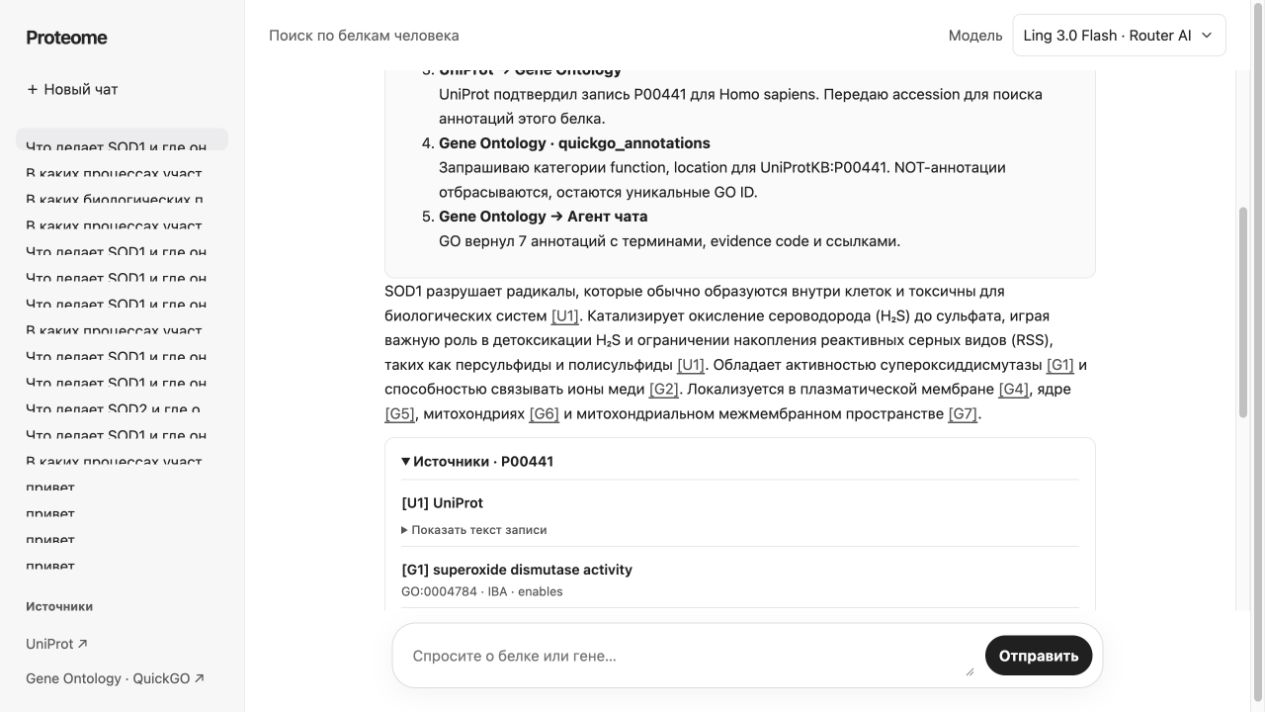 Proteome
Поиск по белкам человека
Модель
Ling 3.0 Flash · Router AI
+ Новый чат
Что делает SOD1 и где он
В каких процессах участ
В каких биологических п
В каких процессах участ
Что делает SOD1 и где он
Что делает SOD1 и где он
Что делает SOD1 и где он
В каких процессах участ
Что делает SOD1 и где он
Что делает SOD1 и где он
Что делает SOD2 и где о
Что делает SOD1 и где он
В каких процессах участ
привет
привет
привет
привет
Источники
UniProt ↗
Gene Ontology · QuickGO ↗
3. UniProt → Gene Ontology
UniProt подтвердил запись P00441 для Homo sapiens. Передаю accession для поиска
аннотаций этого белка.
4. Gene Ontology · quickgo_annotations
Запрашиваю категории function, location для UniProtKB:P00441. NOT-аннотации
отбрасываются, остаются уникальные GO ID.
5. Gene Ontology → Агент чата
GO вернул 7 аннотаций с терминами, evidence code и ссылками.
SOD1 разрушает радикалы, которые обычно образуются внутри клеток и токсичны для
биологических систем [U1]. Катализирует окисление сероводорода (H₂S) до сульфата, играя
важную роль в детоксикации H₂S и ограничении накопления реактивных серных видов (RSS),
таких как персульфиды и полисульфиды [U1]. Обладает активностью супероксиддисмутазы [G1] и
способностью связывать ионы меди [G2]. Локализуется в плазматической мембране [G4], ядре
[G5], митохондриях [G6] и митохондриальном межмембранном пространстве [G7].
▼ Источники · P00441
[U1] UniProt
▶ Показать текст записи
[G1] superoxide dismutase activity
GO:0004784 · IBA · enables
Спросите о белке или гене...
Отправить